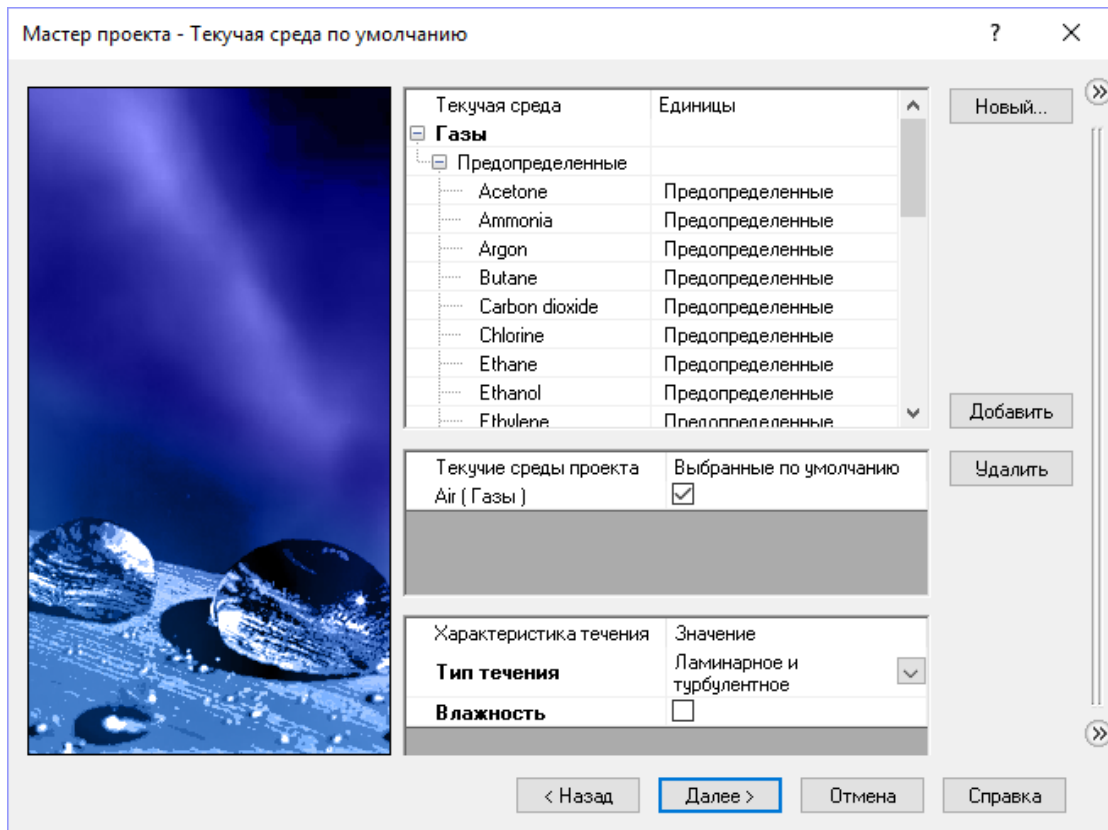 Мастер проекта - Текучая среда по умолчанию
?
Текучая среда Единицы
Газы
Предопределенные
Acetone Предопределенные
Ammonia Предопределенные
Argon Предопределенные
Butane Предопределенные
Carbon dioxide Предопределенные
Chlorine Предопределенные
Ethane Предопределенные
Ethanol Предопределенные
Ethylene Предопределенные
Новый...
Добавить
Удалить
Текучие среды проекта Выбранные по умолчанию
Air ( Газы )
Характеристика течения Значение
Тип течения Ламинарное и
турбулентное
Влажность
< Назад Далее > Отмена Справка